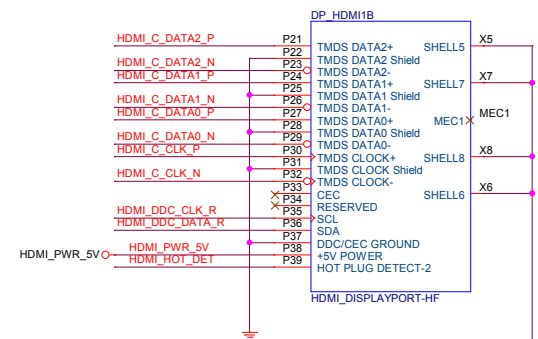 DP_HDMI1B
HDMI_C_DATA2_P P21 TMDS DATA2+ SHELL5 X5
P22 TMDS DATA2 Shield
HDMI_C_DATA2_N P23 TMDS DATA2-
HDMI_C_DATA1_P P24 TMDS DATA1+ SHELL7 X7
P25 TMDS DATA1 Shield
HDMI_C_DATA1_N P26 TMDS DATA1-
HDMI_C_DATA0_P P27 TMDS DATA0+ MEC1 MEC1
P28 TMDS DATA0 Shield
HDMI_C_DATA0_N P29 TMDS DATA0-
HDMI_C_CLK_P P30 TMDS CLOCK+ SHELL8 X8
P31 TMDS CLOCK Shield
HDMI_C_CLK_N P32 TMDS CLOCK-
P33 CEC SHELL6 X6
P34 RESERVED
HDMI_DDC_CLK_R P35 SCL
HDMI_DDC_DATA_R P36 SDA
P37 DDC/CEC GROUND
HDMI_PWR_5V HDMI_PWR_5V P38 +5V POWER
HDMI_HOT_DET P39 HOT PLUG DETECT-2
HDMI_DISPLAYPORT-HF